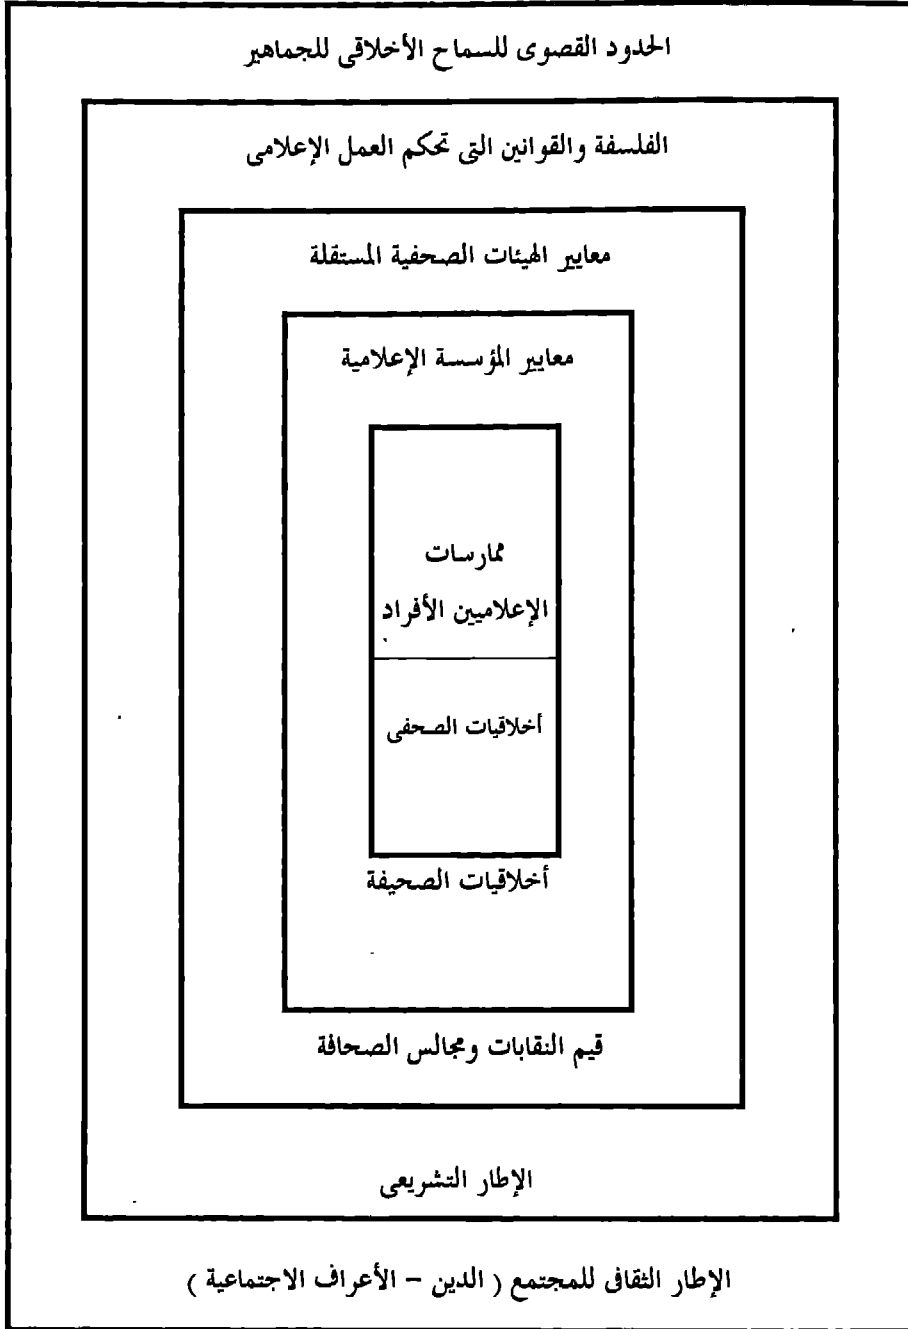 الحدود القصوى للسماح الأخلاقى للجماهير
الفلسفة والقوانين التى تحكم العمل الإعلامى
معايير الهيئات الصحفية المستقلة
معايير المؤسسة الإعلامية
ممارسات
الإعلاميين الأفراد
أخلاقيات الصحفى
أخلاقيات الصحيفة
قيم النقابات ومجالس الصحافة
الإطار التشريعى
الإطار الثقافى للمجتمع ( الدين - الأعراف الاجتماعية )